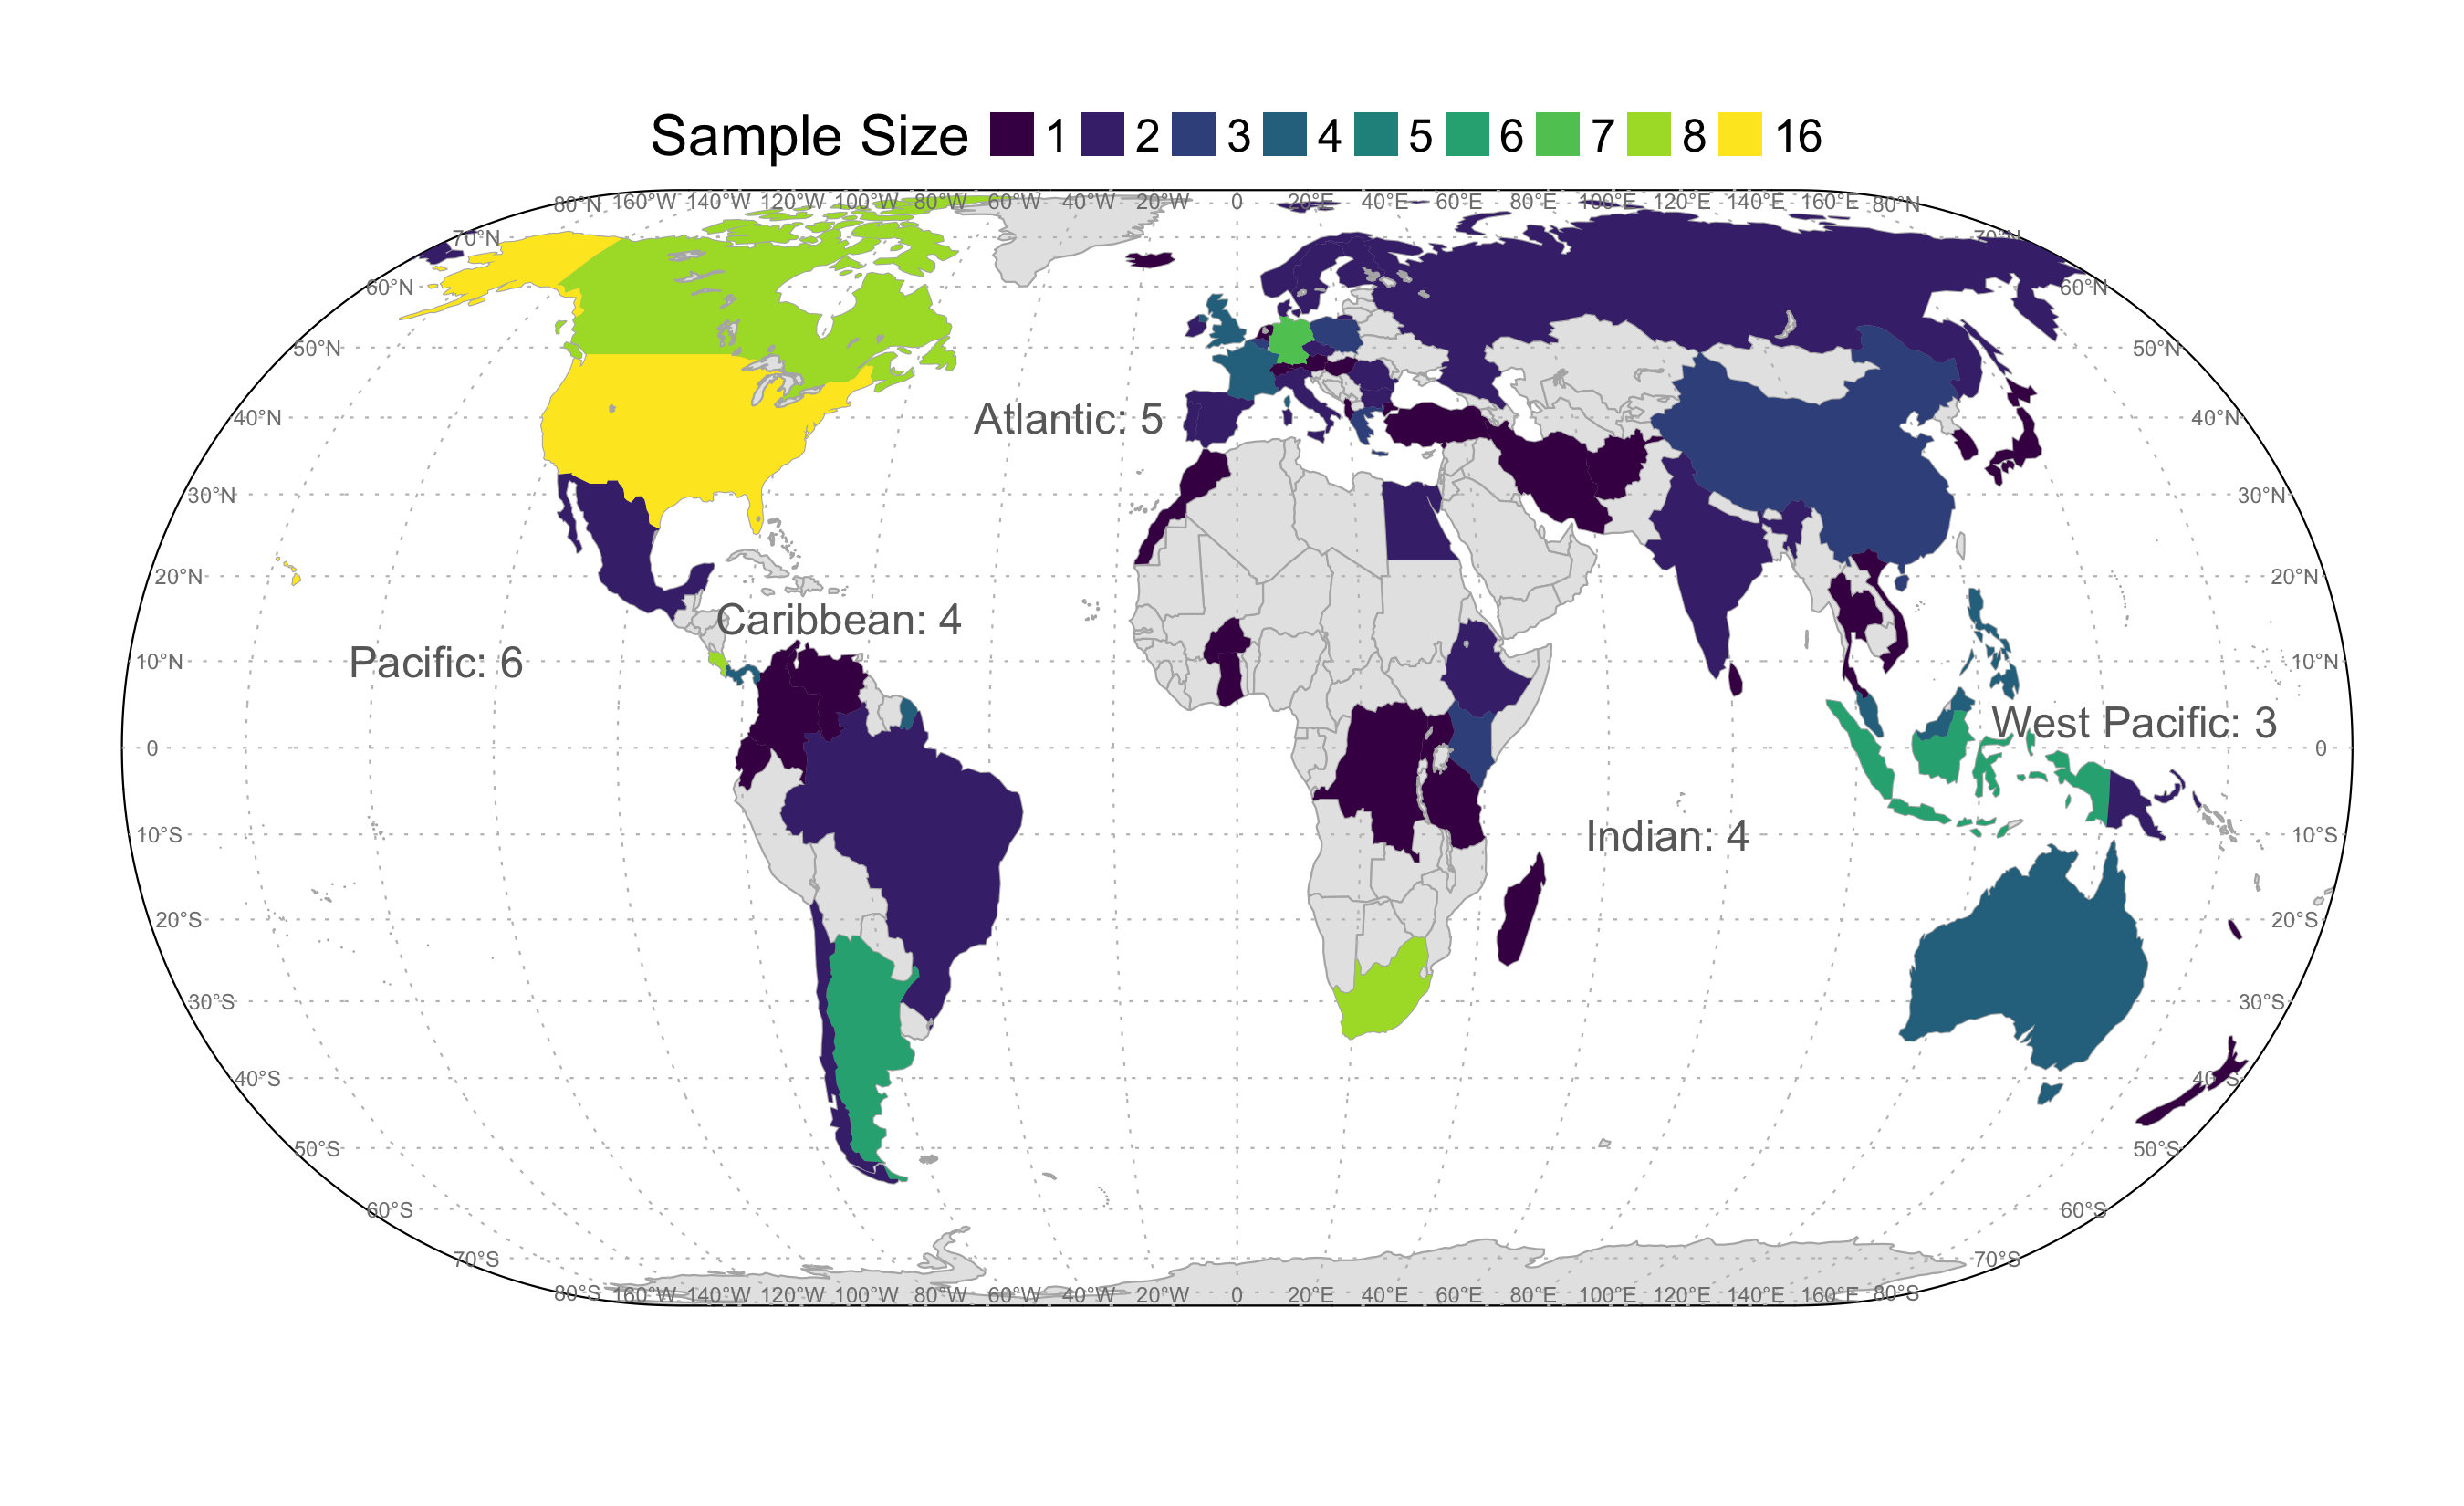 Sample Size 1 2 3 4 5 6 7 8 16
80°N 160°W 140°W 120°W 100°W 80°W 60°W 40°W 20°W 0 20°E 40°E 60°E 80°E 100°E 120°E 140°E 160°E 80°N
70°N 70°N
60°N 60°N
50°N 50°N
40°N Atlantic: 5 40°N
30°N 30°N
20°N 20°N
Caribbean: 4
10°N Pacific: 6 10°N
West Pacific: 3
0 0
10°S Indian: 4 10°S
20°S 20°S
30°S 30°S
40°S 40°S
50°S 50°S
60°S 60°S
70°S 70°S
80°S 160°W 140°W 120°W 100°W 80°W 60°W 40°W 20°W 0 20°E 40°E 60°E 80°E 100°E 120°E 140°E 160°E 80°S